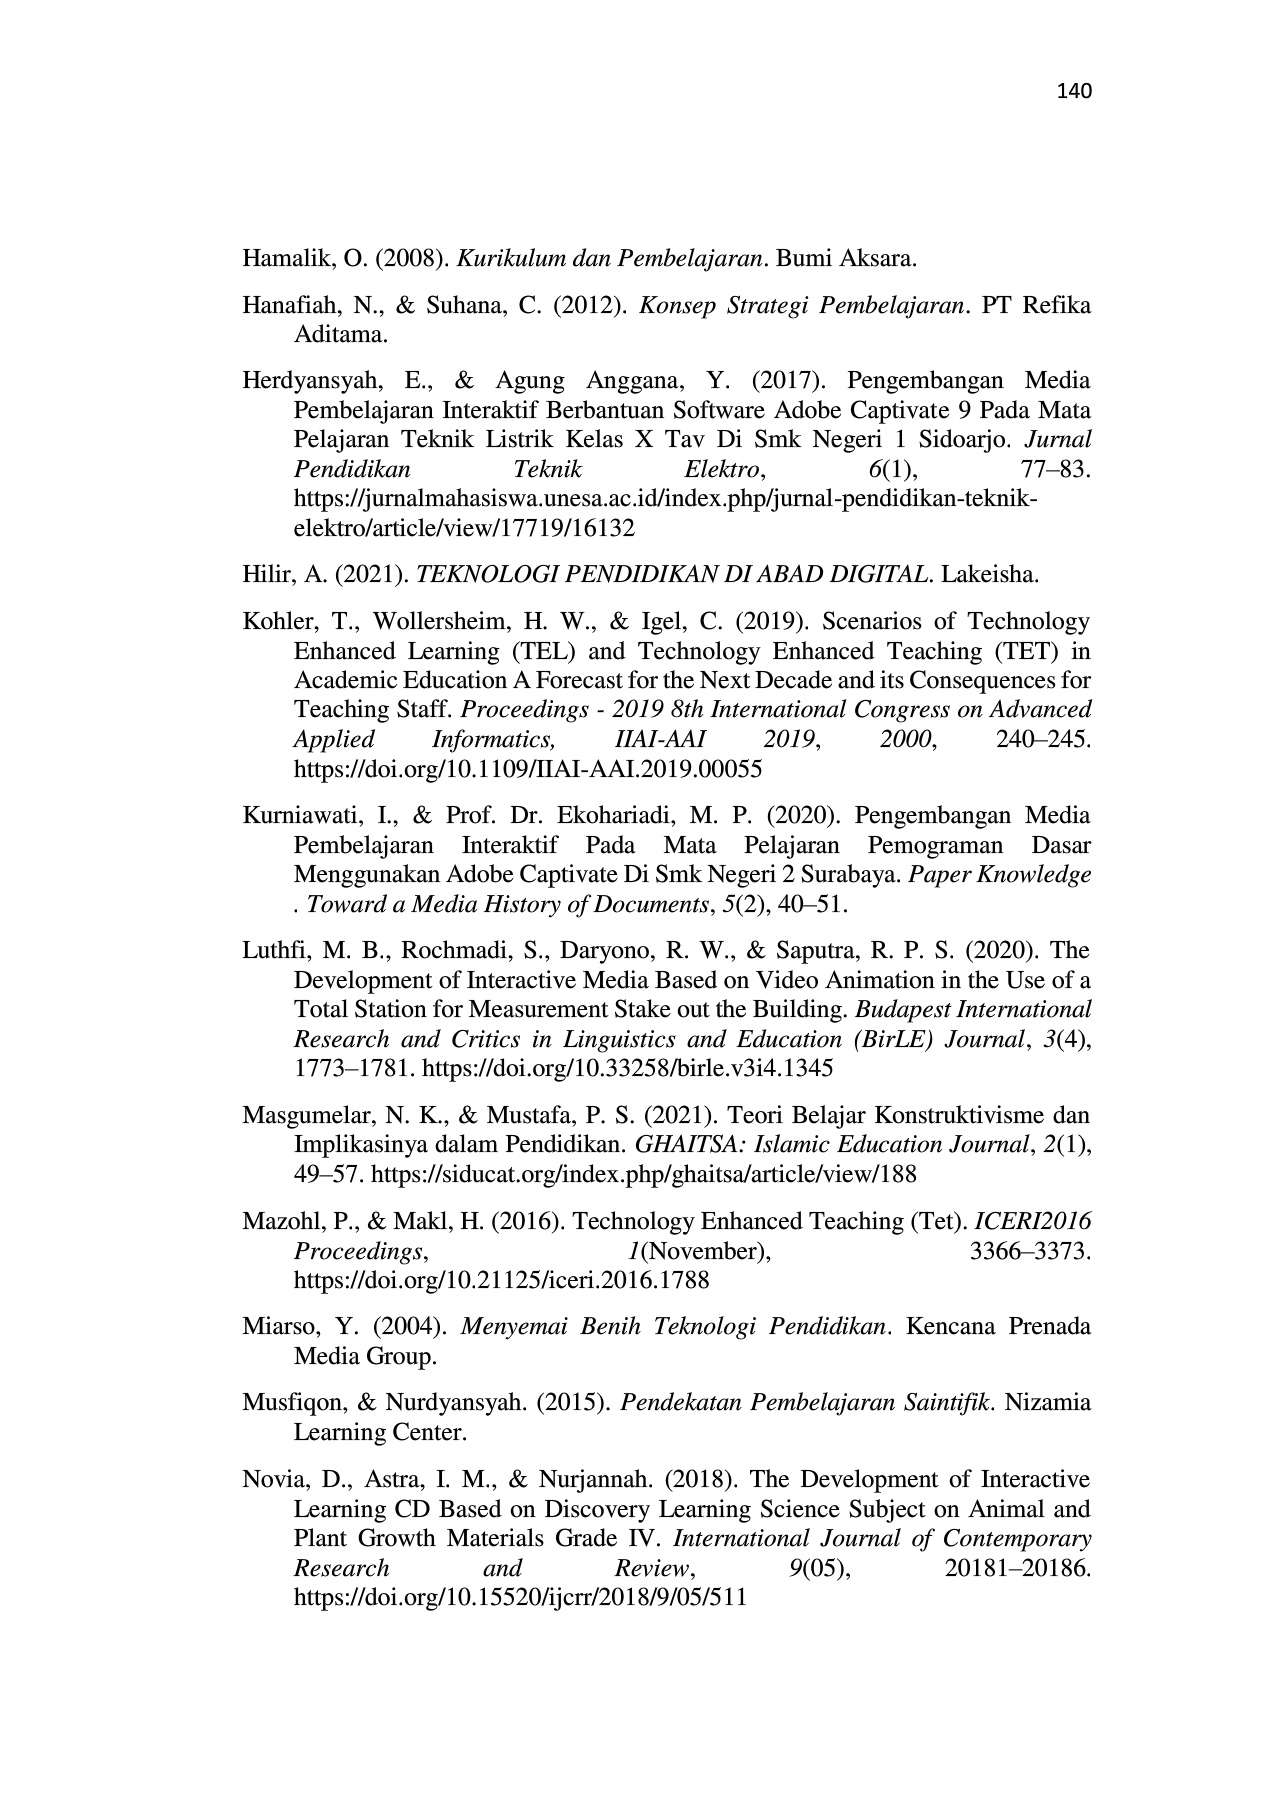 140
Hamalik, O. (2008). Kurikulum dan Pembelajaran. Bumi Aksara.
Hanafiah, N., & Suhana, C. (2012). Konsep Strategi Pembelajaran. PT Refika
Aditama.
Herdyansyah, E., & Agung Anggana, Y. (2017). Pengembangan Media
Pembelajaran Interaktif Berbantuan Software Adobe Captivate 9 Pada Mata
Pelajaran Teknik Listrik Kelas X Tav Di Smk Negeri 1 Sidoarjo. Jurnal
Pendidikan Teknik Elektro, 6(1), 77–83.
https://jurnalmahasiswa.unesa.ac.id/index.php/jurnal-pendidikan-teknik-
elektro/article/view/17719/16132
Hilir, A. (2021). TEKNOLOGI PENDIDIKAN DI ABAD DIGITAL. Lakeisha.
Kohler, T., Wollersheim, H. W., & Igel, C. (2019). Scenarios of Technology
Enhanced Learning (TEL) and Technology Enhanced Teaching (TET) in
Academic Education A Forecast for the Next Decade and its Consequences for
Teaching Staff. Proceedings - 2019 8th International Congress on Advanced
Applied Informatics, IIAI-AAI 2019, 2000, 240–245.
https://doi.org/10.1109/IIAI-AAI.2019.00055
Kurniawati, I., & Prof. Dr. Ekohariadi, M. P. (2020). Pengembangan Media
Pembelajaran Interaktif Pada Mata Pelajaran Pemograman Dasar
Menggunakan Adobe Captivate Di Smk Negeri 2 Surabaya. Paper Knowledge
. Toward a Media History of Documents, 5(2), 40–51.
Luthfi, M. B., Rochmadi, S., Daryono, R. W., & Saputra, R. P. S. (2020). The
Development of Interactive Media Based on Video Animation in the Use of a
Total Station for Measurement Stake out the Building. Budapest International
Research and Critics in Linguistics and Education (BirLE) Journal, 3(4),
1773–1781. https://doi.org/10.33258/birle.v3i4.1345
Masgumelar, N. K., & Mustafa, P. S. (2021). Teori Belajar Konstruktivisme dan
Implikasinya dalam Pendidikan. GHAITSA: Islamic Education Journal, 2(1),
49–57. https://siducat.org/index.php/ghaitsa/article/view/188
Mazohl, P., & Makl, H. (2016). Technology Enhanced Teaching (Tet). ICERI2016
Proceedings, 1(November), 3366–3373.
https://doi.org/10.21125/iceri.2016.1788
Miarso, Y. (2004). Menyemai Benih Teknologi Pendidikan. Kencana Prenada
Media Group.
Musfiqon, & Nurdyansyah. (2015). Pendekatan Pembelajaran Saintifik. Nizamia
Learning Center.
Novia, D., Astra, I. M., & Nurjannah. (2018). The Development of Interactive
Learning CD Based on Discovery Learning Science Subject on Animal and
Plant Growth Materials Grade IV. International Journal of Contemporary
Research and Review, 9(05), 20181–20186.
https://doi.org/10.15520/ijcrr/2018/9/05/511